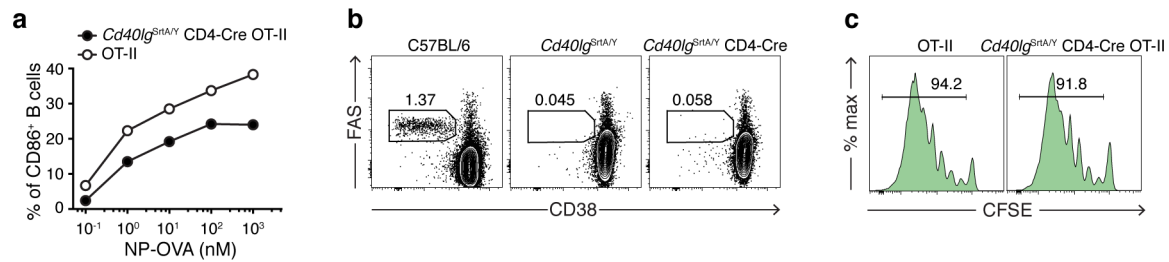 a
Cd40lgSrtA/Y CD4-Cre OT-II
OT-II
% of CD86+ B cells
40
30
20
10
0
10-1 100 101 102 103
NP-OVA (nM)
b
C57BL/6 Cd40lgSrtA/Y Cd40lgSrtA/Y CD4-Cre
FAS
1.37 0.045 0.058
CD38
c
OT-II Cd40lgSrtA/Y CD4-Cre OT-II
% max
94.2 91.8
CFSE